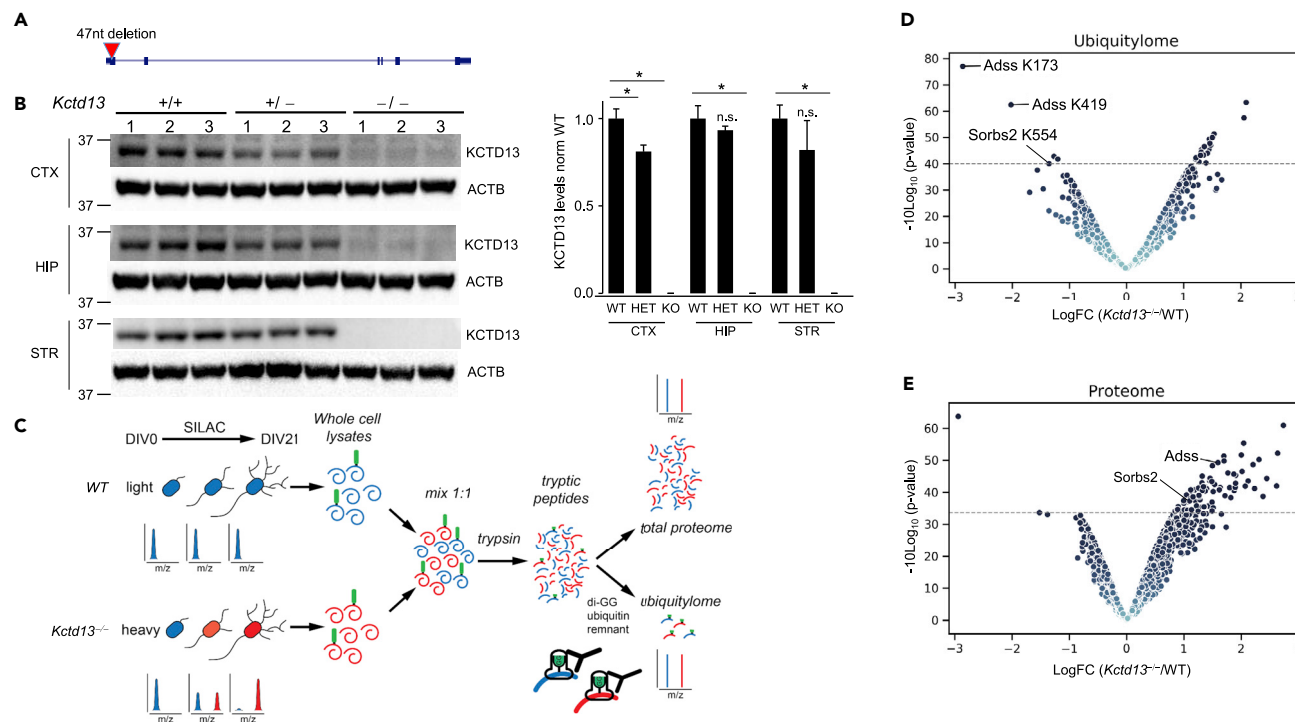 A
47nt deletion
B
Kctd13
+/+
+/−
−/−
1 2 3 1 2 3 1 2 3
37
KCTD13
CTX
ACTB
37
KCTD13
HIP
ACTB
37
KCTD13
STR
ACTB
37
KCTD13 levels norm WT
1.0
0.5
0.0
*
*
*
n.s.
*
n.s.
WT HET KO WT HET KO WT HET KO
CTX HIP STR
C
DIV0 SILAC DIV21
Whole cell
lysates
WT light
m/z m/z m/z
mix 1:1
trypsin
tryptic
peptides
m/z
total proteome
Kctd13−/− heavy
m/z m/z m/z
di-GG
ubiquitin
remnant
ubiquitylome
m/z
D
Ubiquitylome
-10Log10 (p-value)
80
70
60
50
40
30
20
10
0
Adss K173
Adss K419
Sorbs2 K554
−3 −2 −1 0 1 2
LogFC (Kctd13−/−/WT)
E
Proteome
-10Log10 (p-value)
60
50
40
30
20
10
0
Adss
Sorbs2
−3 −2 −1 0 1 2
LogFC (Kctd13−/−/WT)